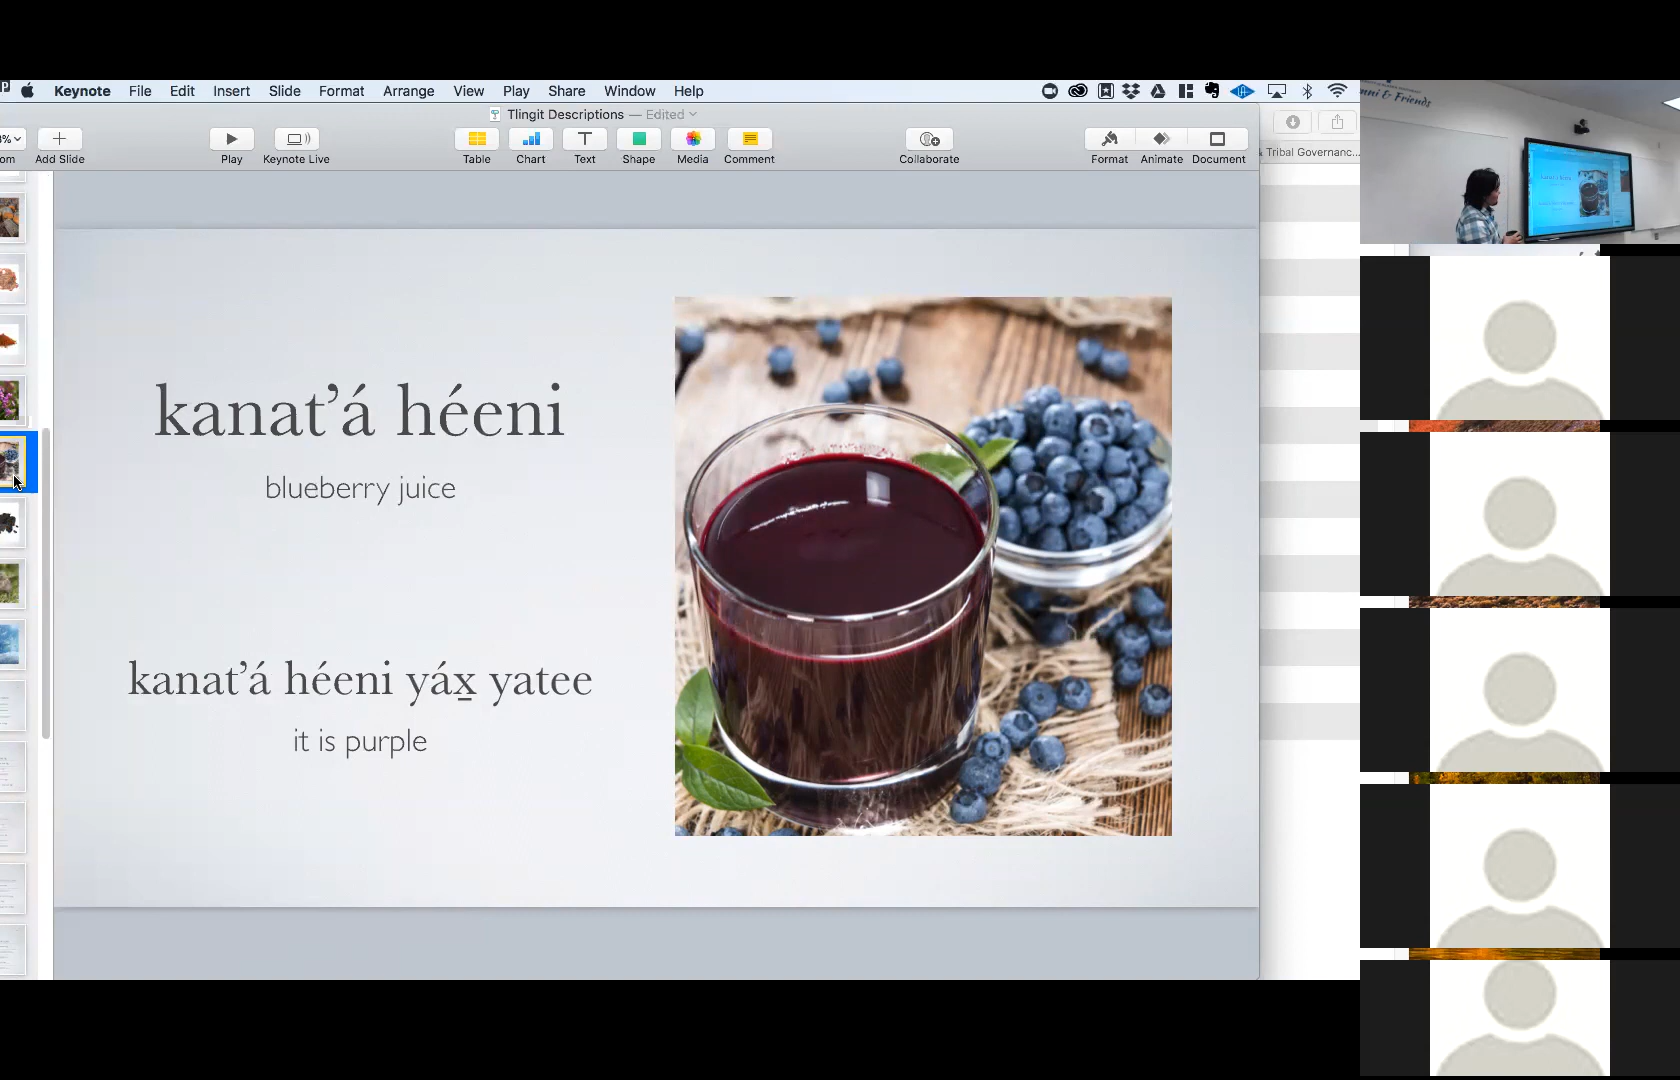 Keynote File Edit Insert Slide Format Arrange View Play Share Window Help
Tlingit Descriptions — Edited
Add Slide Play Keynote Live Table Chart Text Shape Media Comment Collaborate Format Animate Document
Tribal Governanc...
kanat’á héeni
blueberry juice
kanat’á héeni yáx̱ yatee
it is purple
& Friends